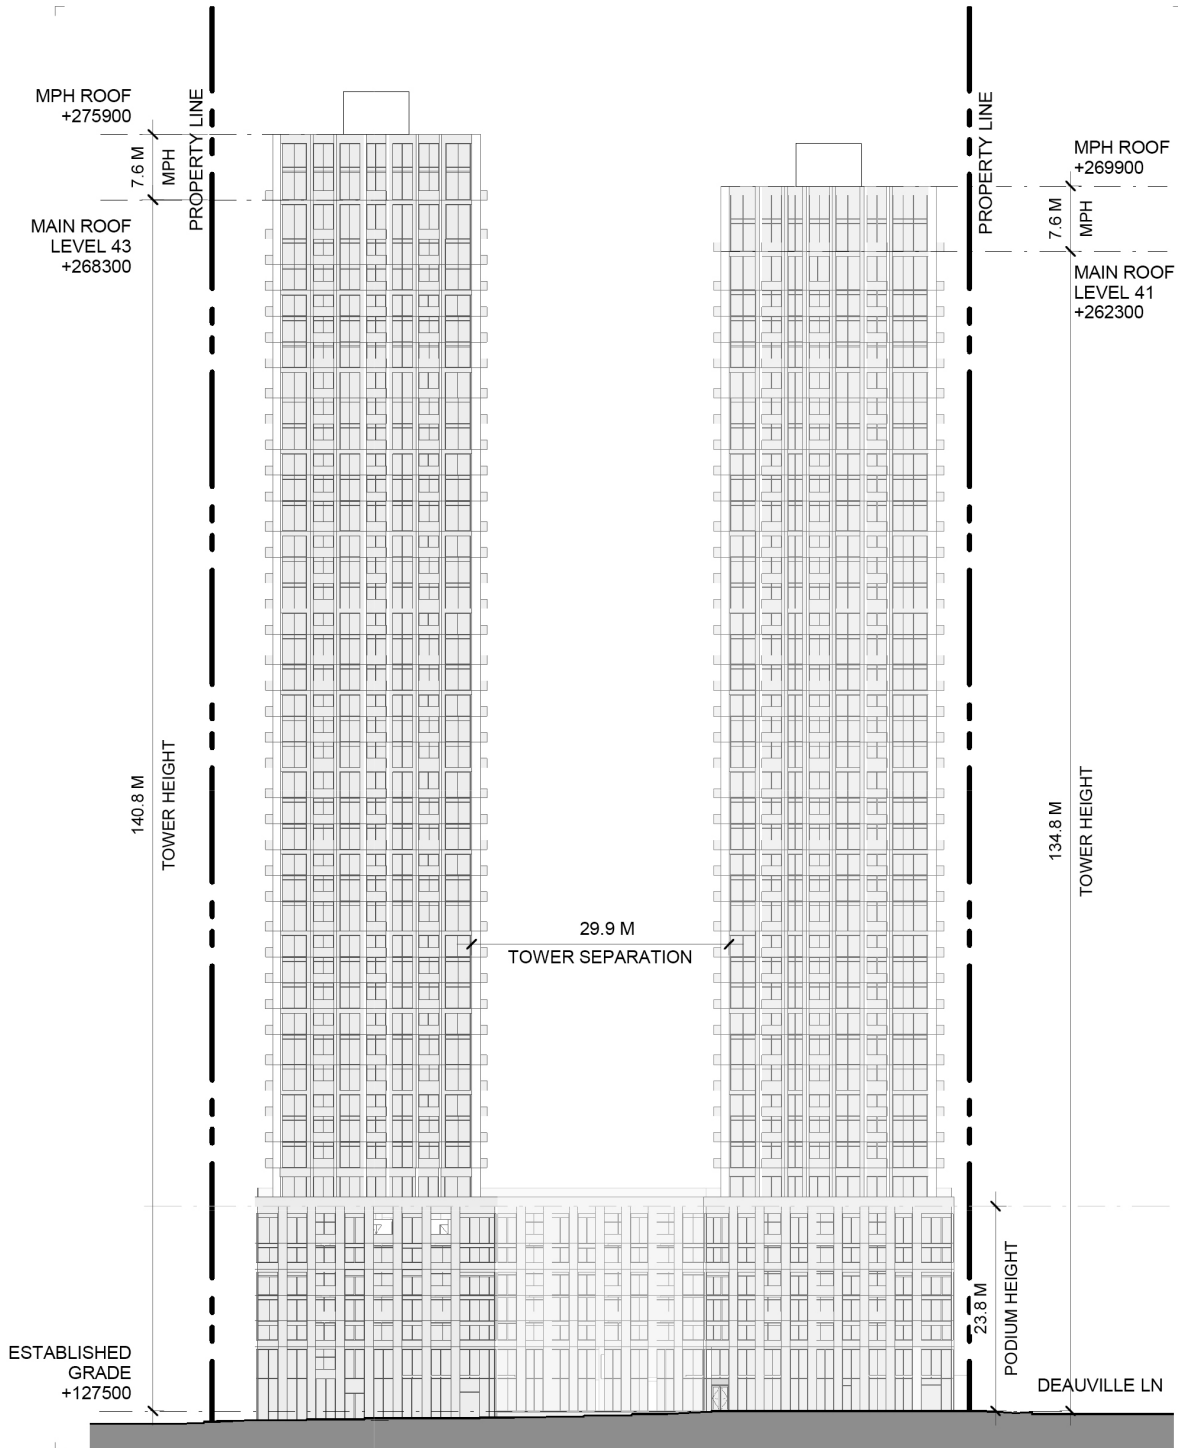 MPH ROOF
+275900
7.6 M
MPH
PROPERTY LINE
MAIN ROOF
LEVEL 43
+268300
140.8 M
TOWER HEIGHT
ESTABLISHED
GRADE
+127500
29.9 M
TOWER SEPARATION
PROPERTY LINE
MPH ROOF
+269900
7.6 M
MPH
MAIN ROOF
LEVEL 41
+262300
134.8 M
TOWER HEIGHT
23.8 M
PODIUM HEIGHT
DEAUVILLE LN